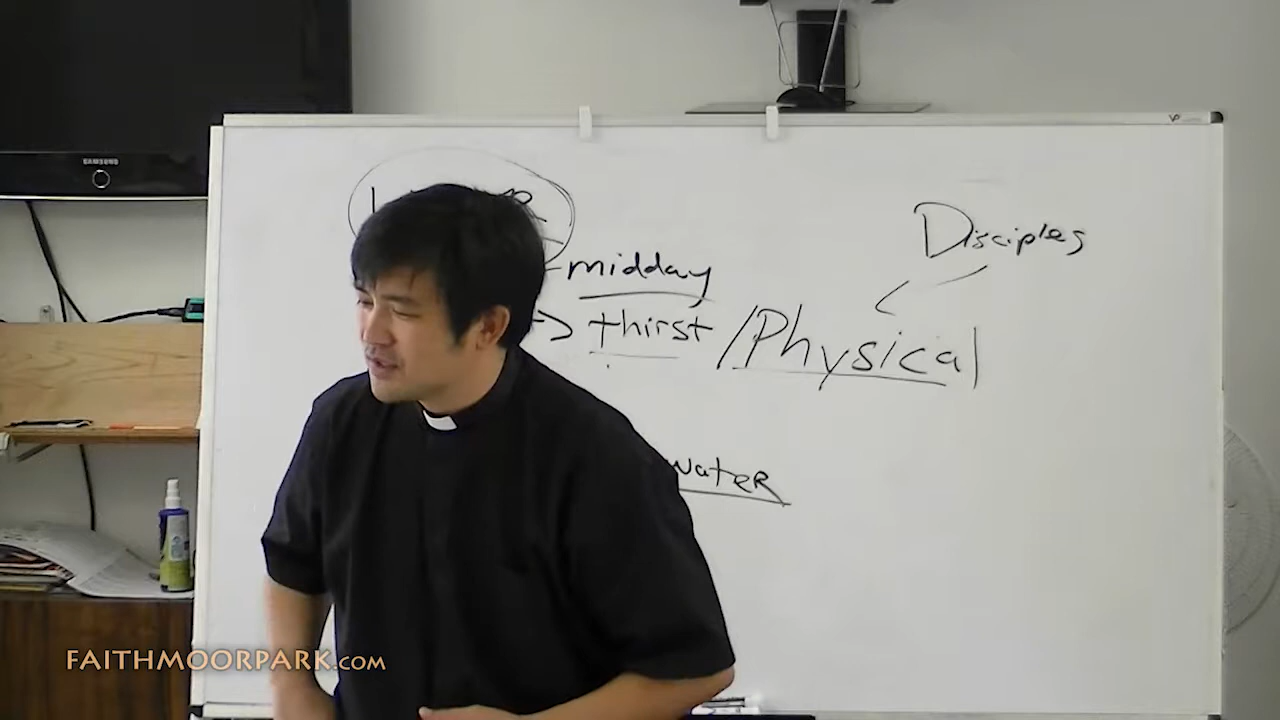 SAMSUNG
Disciples
midday
→ thirst / Physical
water
FAITHMOORPARK.COM